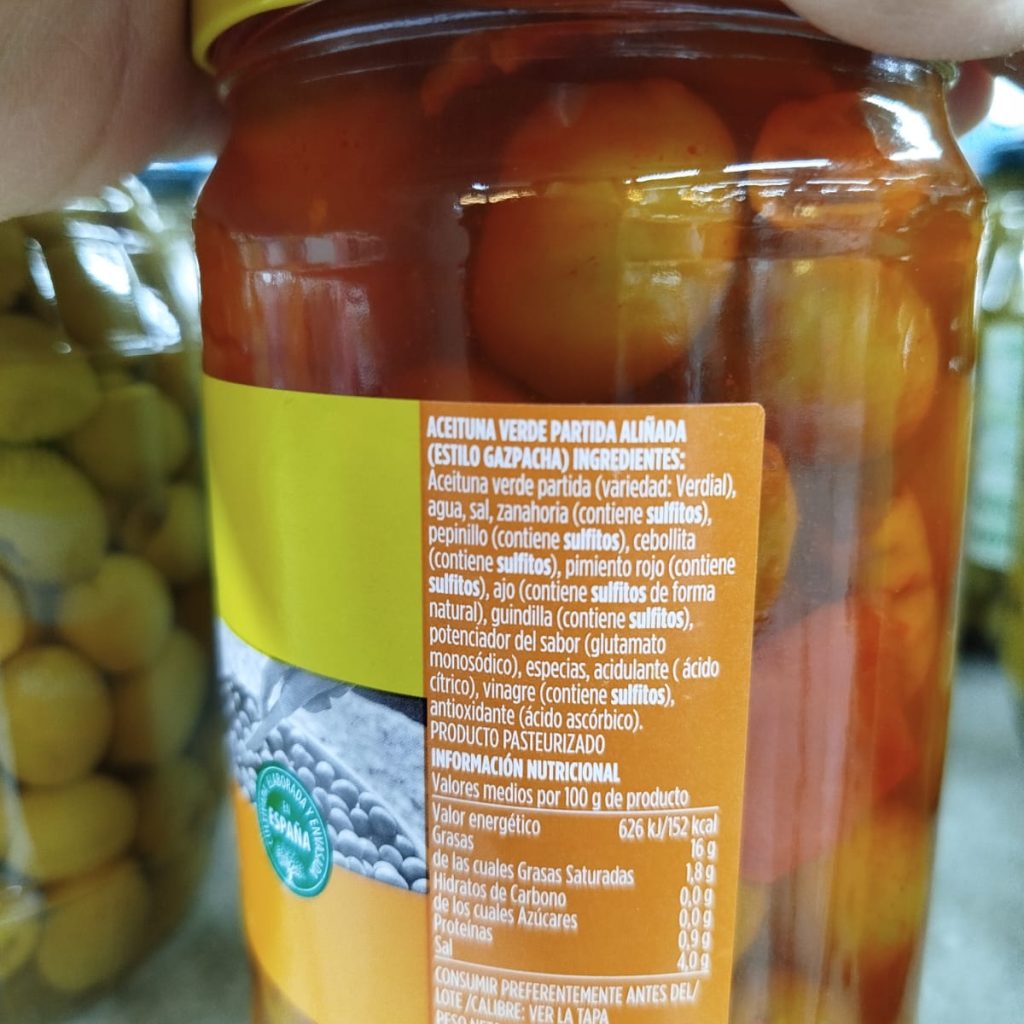 ACEITUNA VERDE PARTIDA ALIÑADA
(ESTILO GAZPACHA) INGREDIENTES:
Aceituna verde partida (variedad: Verdial),
agua, sal, zanahoria (contiene sulfitos),
pepinillo (contiene sulfitos), cebollita
(contiene sulfitos), pimiento rojo (contiene
sulfitos), ajo (contiene sulfitos de forma
natural), guindilla (contiene sulfitos),
potenciador del sabor (glutamato
monosódico), especias, acidulante ( ácido
cítrico), vinagre (contiene sulfitos),
antioxidante (ácido ascórbico).
PRODUCTO PASTEURIZADO
INFORMACIÓN NUTRICIONAL
Valores medios por 100 g de producto
Valor energético 626 kJ/152 kcal
Grasas 16 g
de las cuales Grasas Saturadas 1,8 g
Hidratos de Carbono 0,0 g
de los cuales Azúcares 0,0 g
Proteínas 0,9 g
Sal 4,0 g
CONSUMIR PREFERENTEMENTE ANTES DEL/
LOTE /CALIBRE: VER LA TAPA
PESO
ELABORADA Y ENVASADA
EN
ESPAÑA